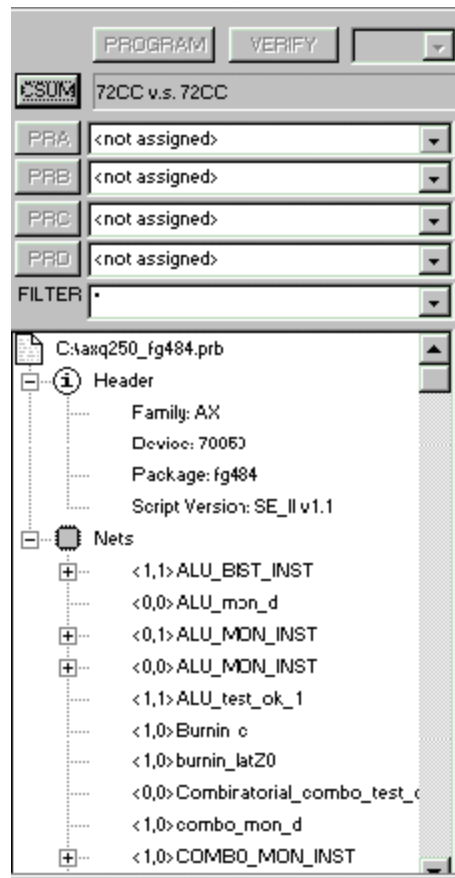 PROGRAM VERIFY
CSUM 72CC v.s. 72CC
PRA <not assigned>
PRB <not assigned>
PRC <not assigned>
PRD <not assigned>
FILTER *
C:\axq250_fg484.prb
Header
Family: AX
Device: 70060
Package: fg484
Script Version: SE_II v1.1
Nets
<1,1>ALU_BIST_INST
<0,0>ALU_mon_d
<0,1>ALU_MON_INST
<0,0>ALU_MON_INST
<1,1>ALU_test_ok_1
<1,0>Burnin_c
<1,0>burnin_latZ0
<0,0>Combiratorial_combo_test_c
<1,0>combo_mon_d
<1,0>COMBO_MON_INST